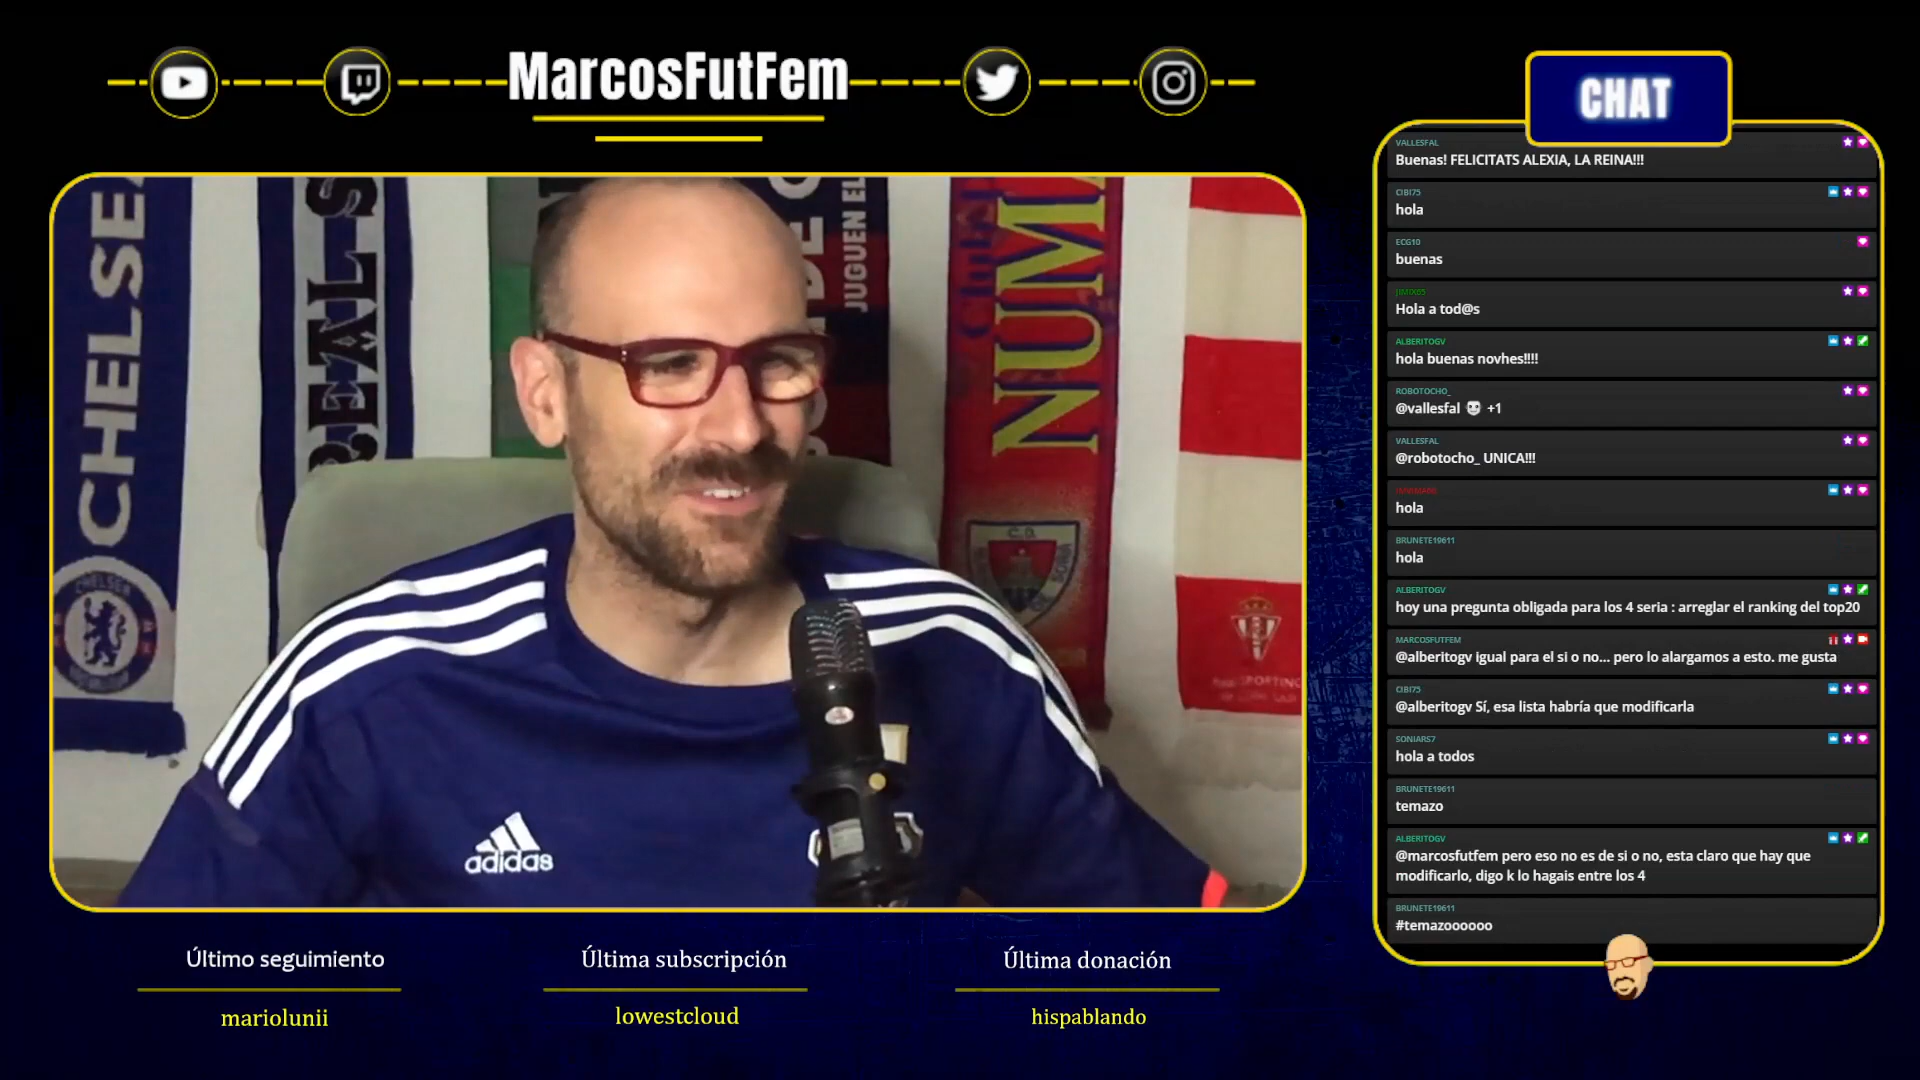 MarcosFutFem
CHAT
CHELSEA
REALS
JUGUEN EL
NUM
C.D.
CHELSEA
SPORTING
adidas
VALLESFAL
Buenas! FELICITATS ALEXIA, LA REINA!!!
CIBI75
hola
ECG10
buenas
Hola a tod@s
ALBERITOGV
hola buenas novhes!!!!
ROBOTOCHO_
@vallesfal +1
VALLESFAL
@robotocho_ UNICA!!!
hola
BRUNETE19611
hola
ALBERITOGV
hoy una pregunta obligada para los 4 seria : arreglar el ranking del top20
MARCOSFUTFEM
@alberitogv igual para el si o no... pero lo alargamos a esto. me gusta
CIBI75
@alberitogv Sí, esa lista habría que modificarla
SONIARS7
hola a todos
BRUNETE19611
temazo
ALBERITOGV
@marcosfutfem pero eso no es de si o no, esta claro que hay que
modificarlo, digo k lo hagais entre los 4
BRUNETE19611
#temazoooooo
Último seguimiento
mariolunii
Última subscripción
lowestcloud
Última donación
hispablando